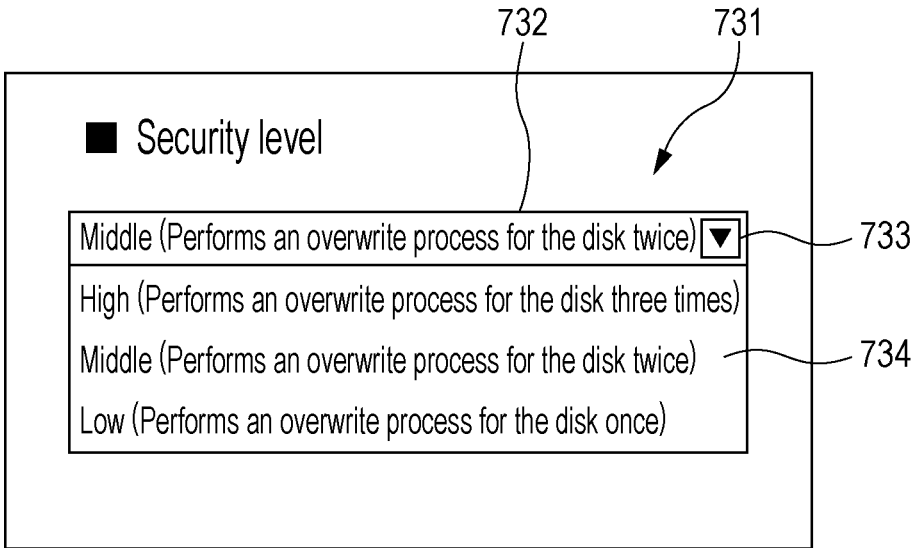 732 731
■ Security level
Middle (Performs an overwrite process for the disk twice) ▼ 733
High (Performs an overwrite process for the disk three times)
Middle (Performs an overwrite process for the disk twice) 734
Low (Performs an overwrite process for the disk once)